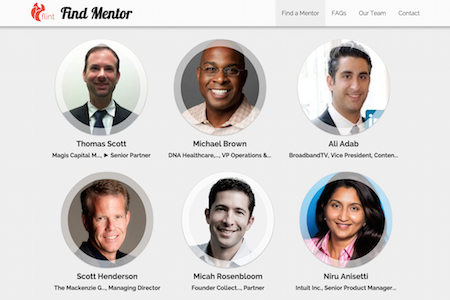 flint Find Mentor Find a Mentor FAQs Our Team Contact
Thomas Scott Michael Brown Ali Adab
Magis Capital M..., ► Senior Partner DNA Healthcare,..., VP Operations &... BroadbandTV, Vice President, Conten...
Scott Henderson Micah Rosenbloom Niru Anisetti
The Mackenzie G..., Managing Director Founder Collect..., Partner Intuit Inc., Senior Product Manager...